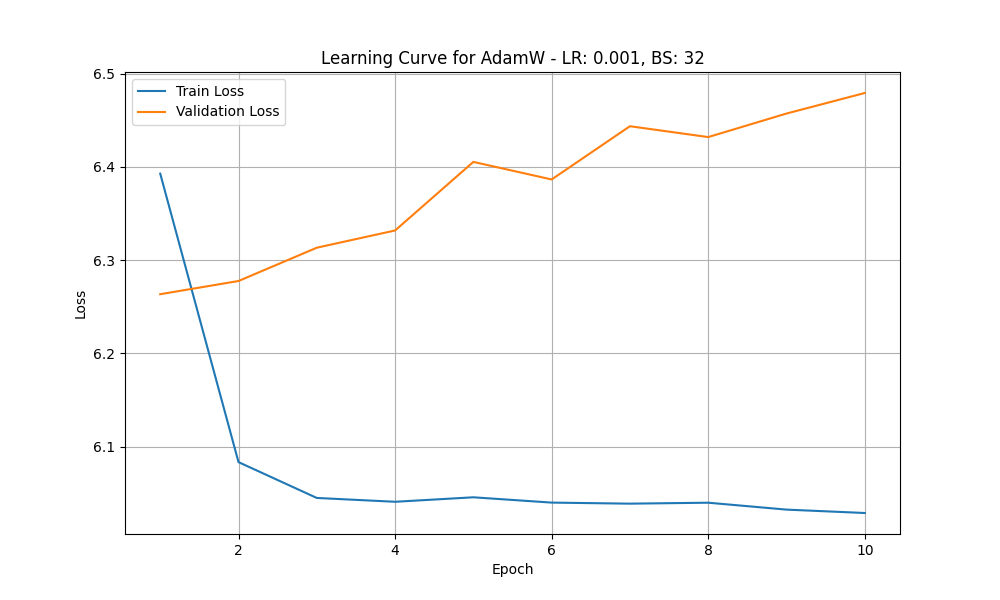 Learning Curve for AdamW - LR: 0.001, BS: 32
Train Loss
Validation Loss
6.5
6.4
6.3
6.2
6.1
Loss
2
4
6
8
10
Epoch